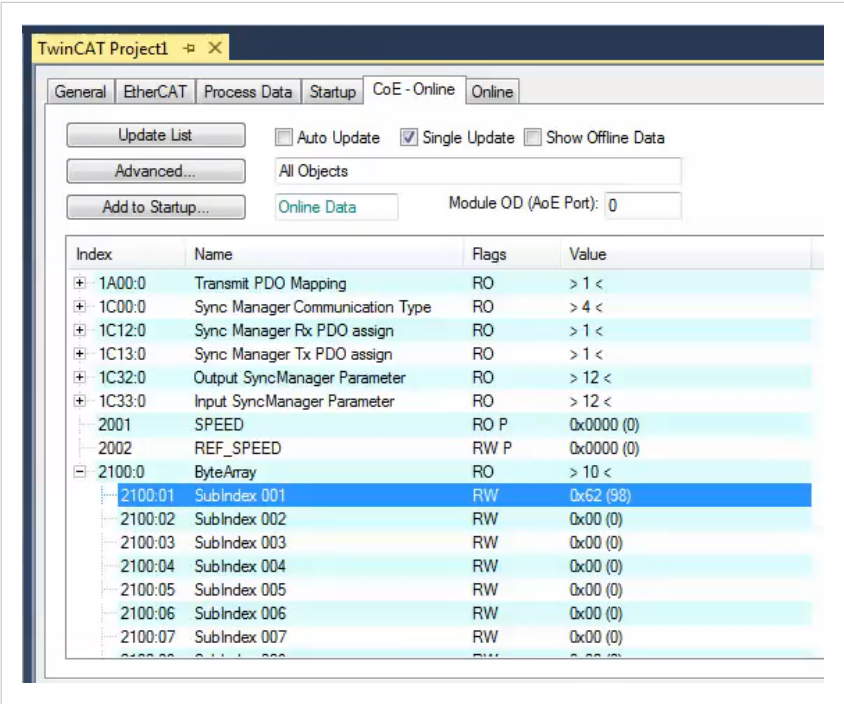 TwinCAT Project1
General EtherCAT Process Data Startup CoE - Online Online
Update List Auto Update Single Update Show Offline Data
Advanced... All Objects
Add to Startup... Online Data Module OD (AoE Port): 0
Index Name Flags Value
1A00:0 Transmit PDO Mapping RO > 1 <
1C00:0 Sync Manager Communication Type RO > 4 <
1C12:0 Sync Manager Rx PDO assign RO > 1 <
1C13:0 Sync Manager Tx PDO assign RO > 1 <
1C32:0 Output SyncManager Parameter RO > 12 <
1C33:0 Input SyncManager Parameter RO > 12 <
2001 SPEED RO P 0x0000 (0)
2002 REF_SPEED RW P 0x0000 (0)
2100:0 ByteArray RO > 10 <
2100:01 SubIndex 001 RW 0x62 (98)
2100:02 SubIndex 002 RW 0x00 (0)
2100:03 SubIndex 003 RW 0x00 (0)
2100:04 SubIndex 004 RW 0x00 (0)
2100:05 SubIndex 005 RW 0x00 (0)
2100:06 SubIndex 006 RW 0x00 (0)
2100:07 SubIndex 007 RW 0x00 (0)